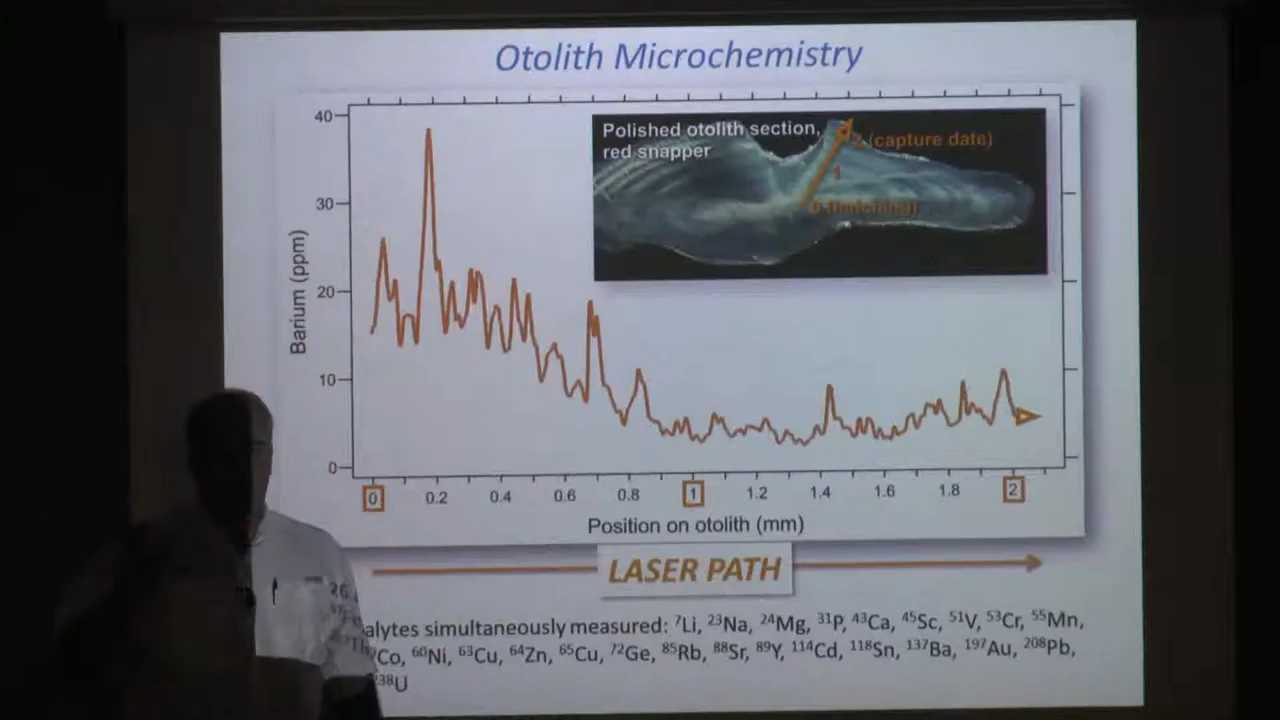 Otolith Microchemistry
40
30
20
10
0
Barium (ppm)
Polished otolith section,
red snapper
2 (capture date)
1
0 0.2 0.4 0.6 0.8 1 1.2 1.4 1.6 1.8 2
Position on otolith (mm)
LASER PATH
26
alytes simultaneously measured: ⁷Li, ²³Na, ²⁴Mg, ³¹P, ⁴³Ca, ⁴⁵Sc, ⁵¹V, ⁵³Cr, ⁵⁵Mn,
Co, ⁶⁰Ni, ⁶³Cu, ⁶⁴Zn, ⁶⁵Cu, ⁷²Ge, ⁸⁵Rb, ⁸⁸Sr, ⁸⁹Y, ¹¹⁴Cd, ¹¹⁸Sn, ¹³⁷Ba, ¹⁹⁷Au, ²⁰⁸Pb,
²³⁸U